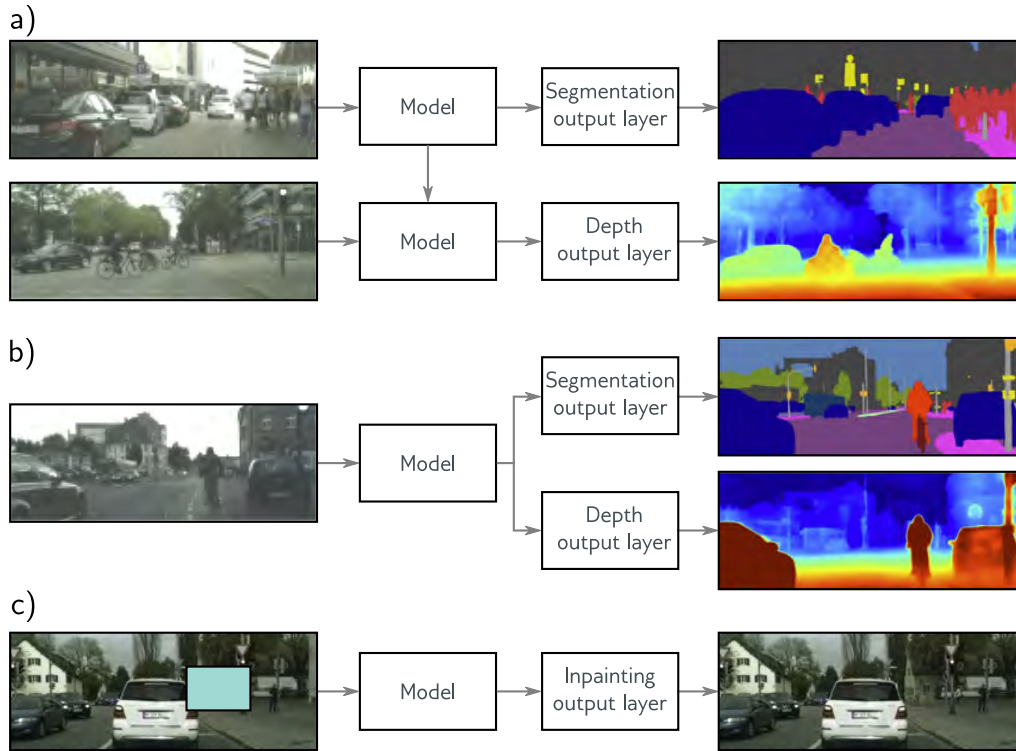 a)
Model
Segmentation
output layer
Model
Depth
output layer
b)
Segmentation
output layer
Model
Depth
output layer
c)
Model
Inpainting
output layer